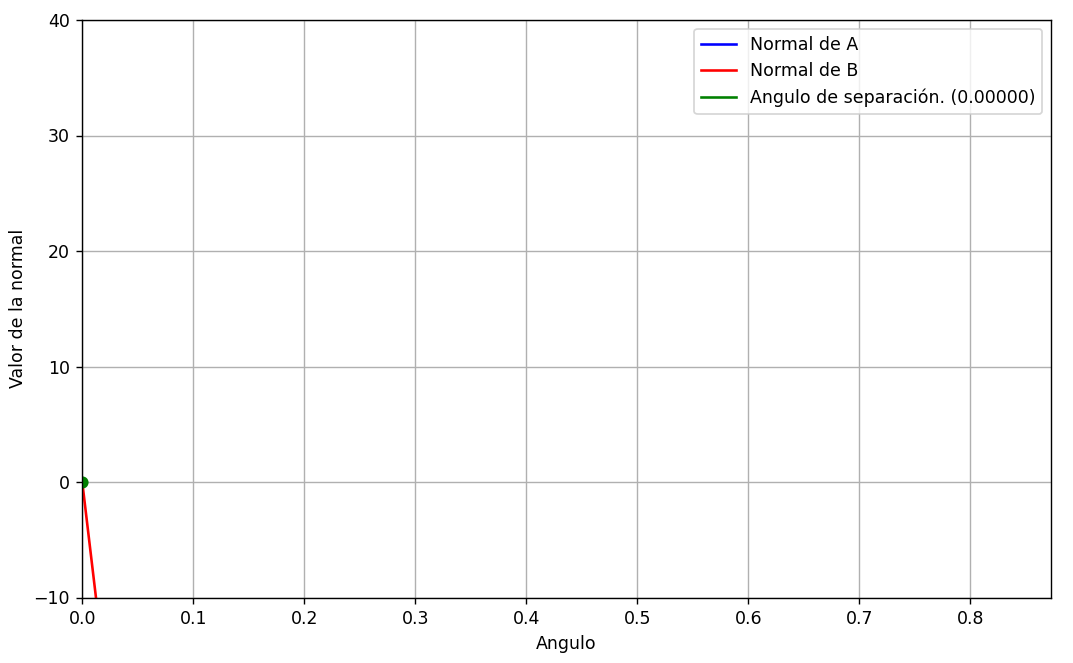 Normal de A
Normal de B
Angulo de separación. (0.00000)
Valor de la normal
40
30
20
10
0
−10
0.0 0.1 0.2 0.3 0.4 0.5 0.6 0.7 0.8
Angulo